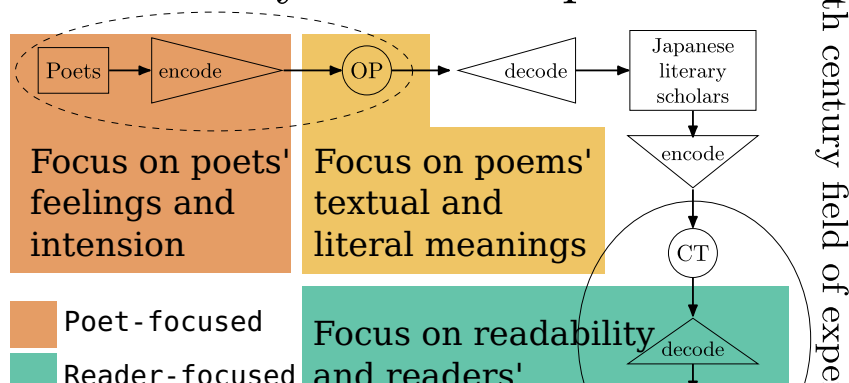 Poets
encode
OP
decode
Japanese
literary
scholars
encode
Focus on poets'
feelings and
intension
Focus on poems'
textual and
literal meanings
CT
Poet-focused
Reader-focused
Focus on readability
and readers'
decode
th century field of expe